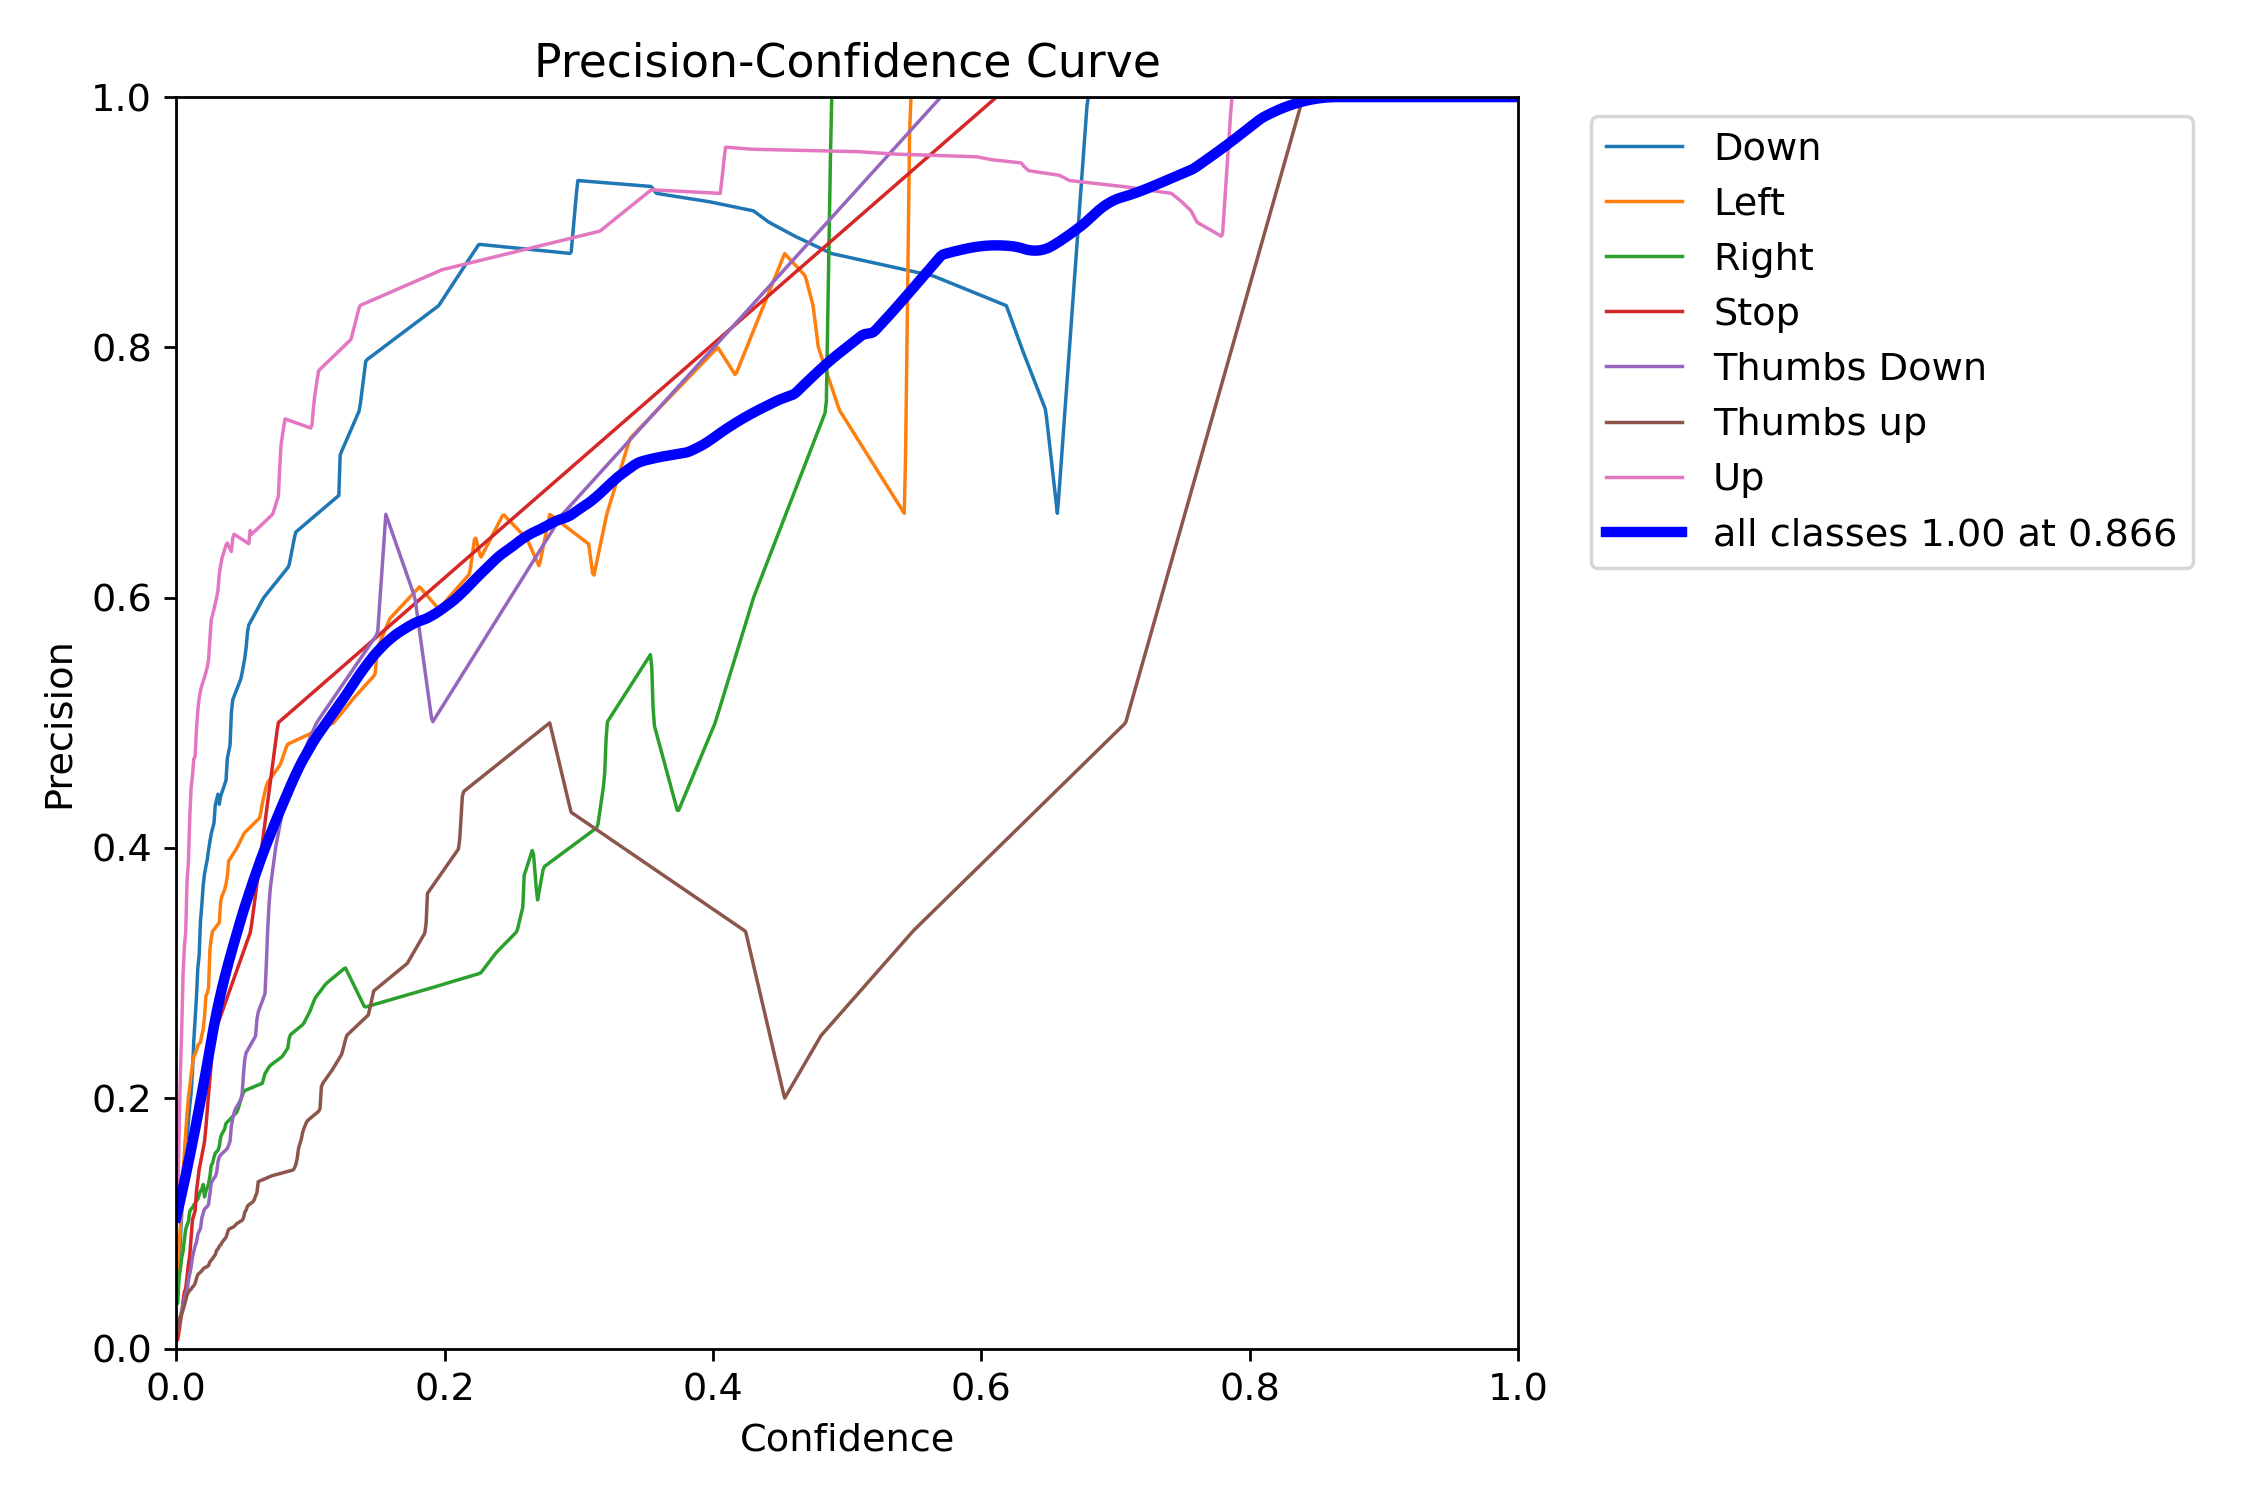 Precision-Confidence Curve
1.0
0.8
0.6
0.4
0.2
0.0
Precision
0.0 0.2 0.4 0.6 0.8 1.0
Confidence
Down
Left
Right
Stop
Thumbs Down
Thumbs up
Up
all classes 1.00 at 0.866